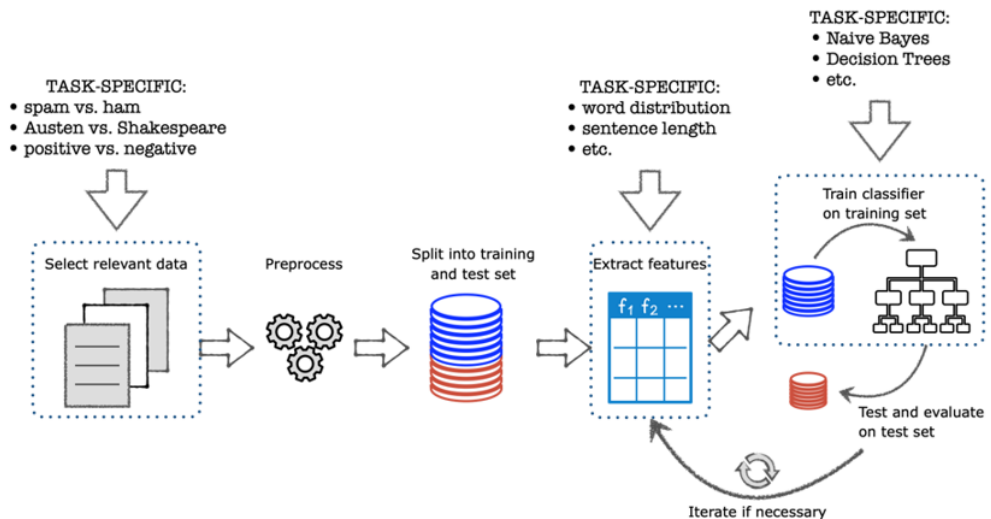 TASK-SPECIFIC:
• Naive Bayes
• Decision Trees
• etc.
TASK-SPECIFIC:
• spam vs. ham
• Austen vs. Shakespeare
• positive vs. negative
TASK-SPECIFIC:
• word distribution
• sentence length
• etc.
Select relevant data
Preprocess
Split into training
and test set
Extract features
f₁ f₂ ...
Train classifier
on training set
Test and evaluate
on test set
Iterate if necessary